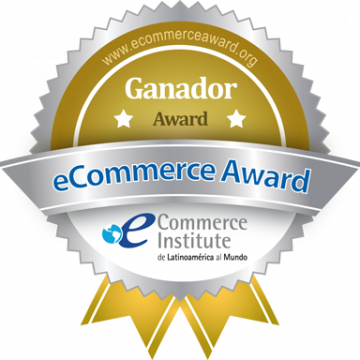 www.ecommerceaward.org
Ganador
Award
eCommerce Award
e Commerce
Institute
de Latinoamérica al Mundo